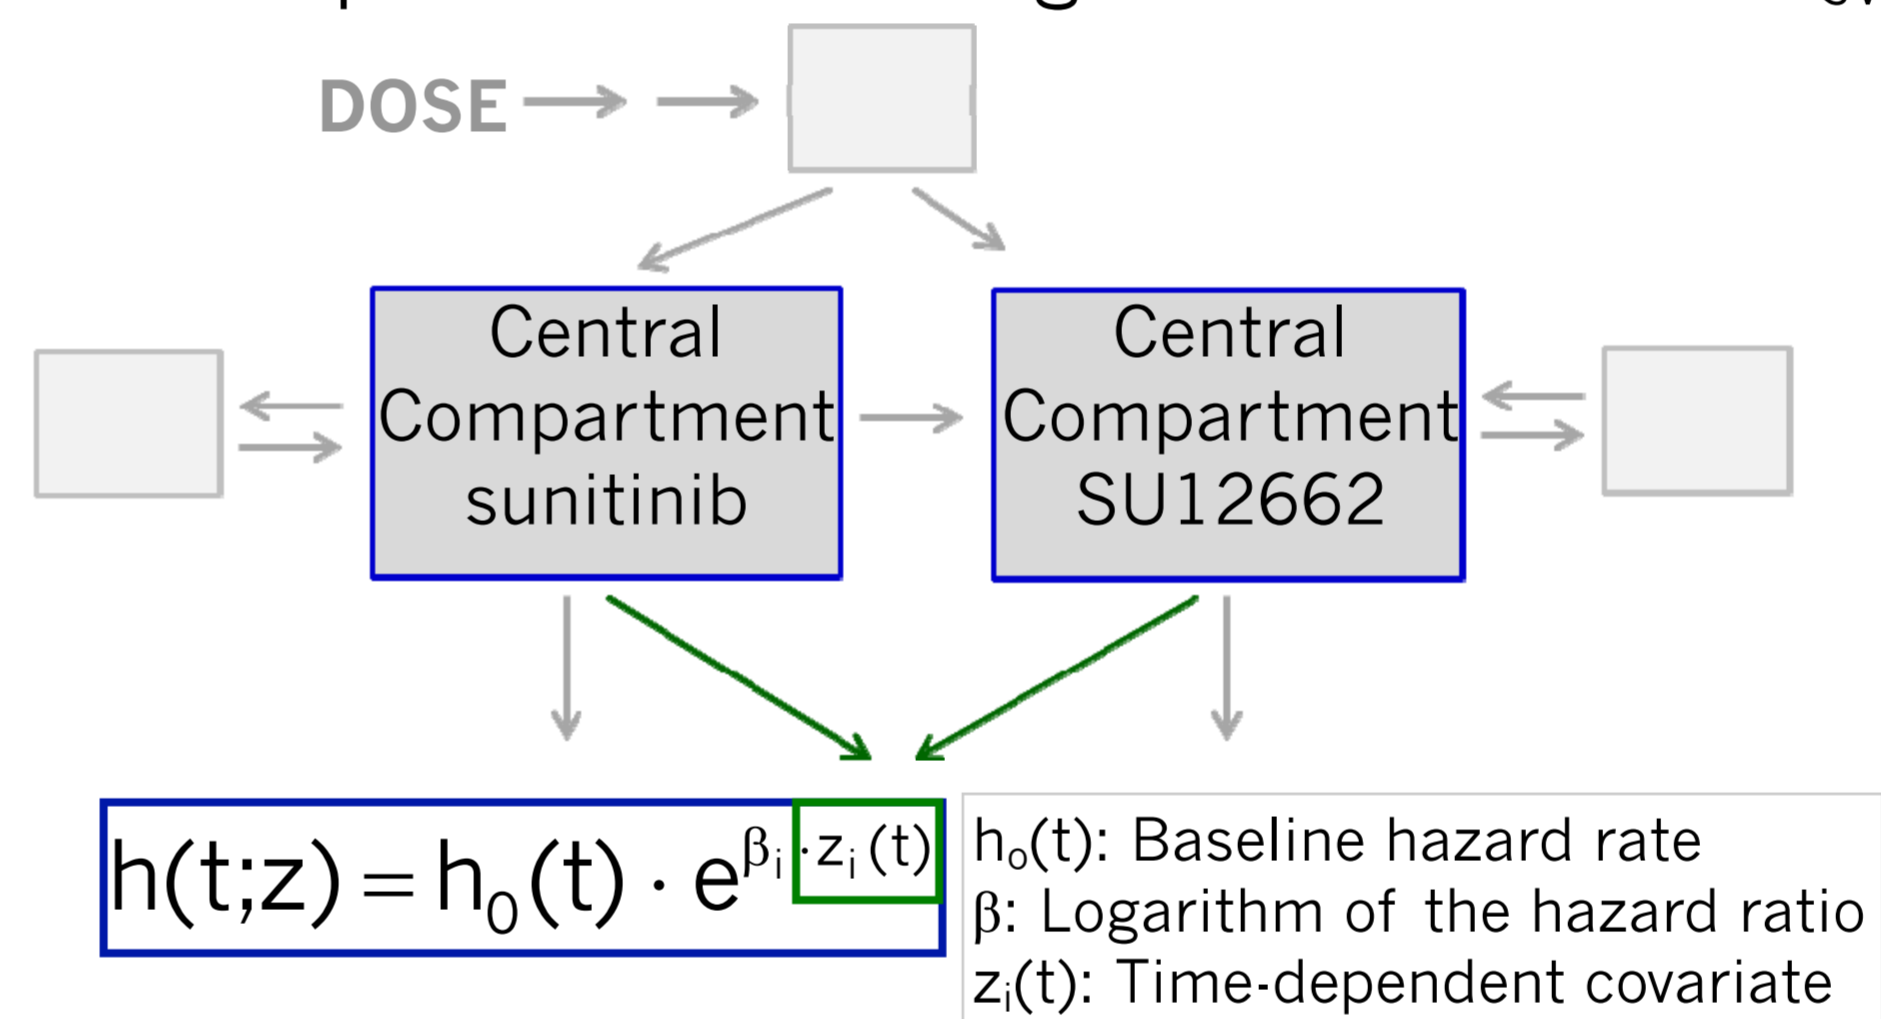 DOSE
Central
Compartment
sunitinib
Central
Compartment
SU12662
h(t;z) = h₀(t) · e^βᵢ·zᵢ(t)
hₒ(t): Baseline hazard rate
β: Logarithm of the hazard ratio
zᵢ(t): Time-dependent covariate